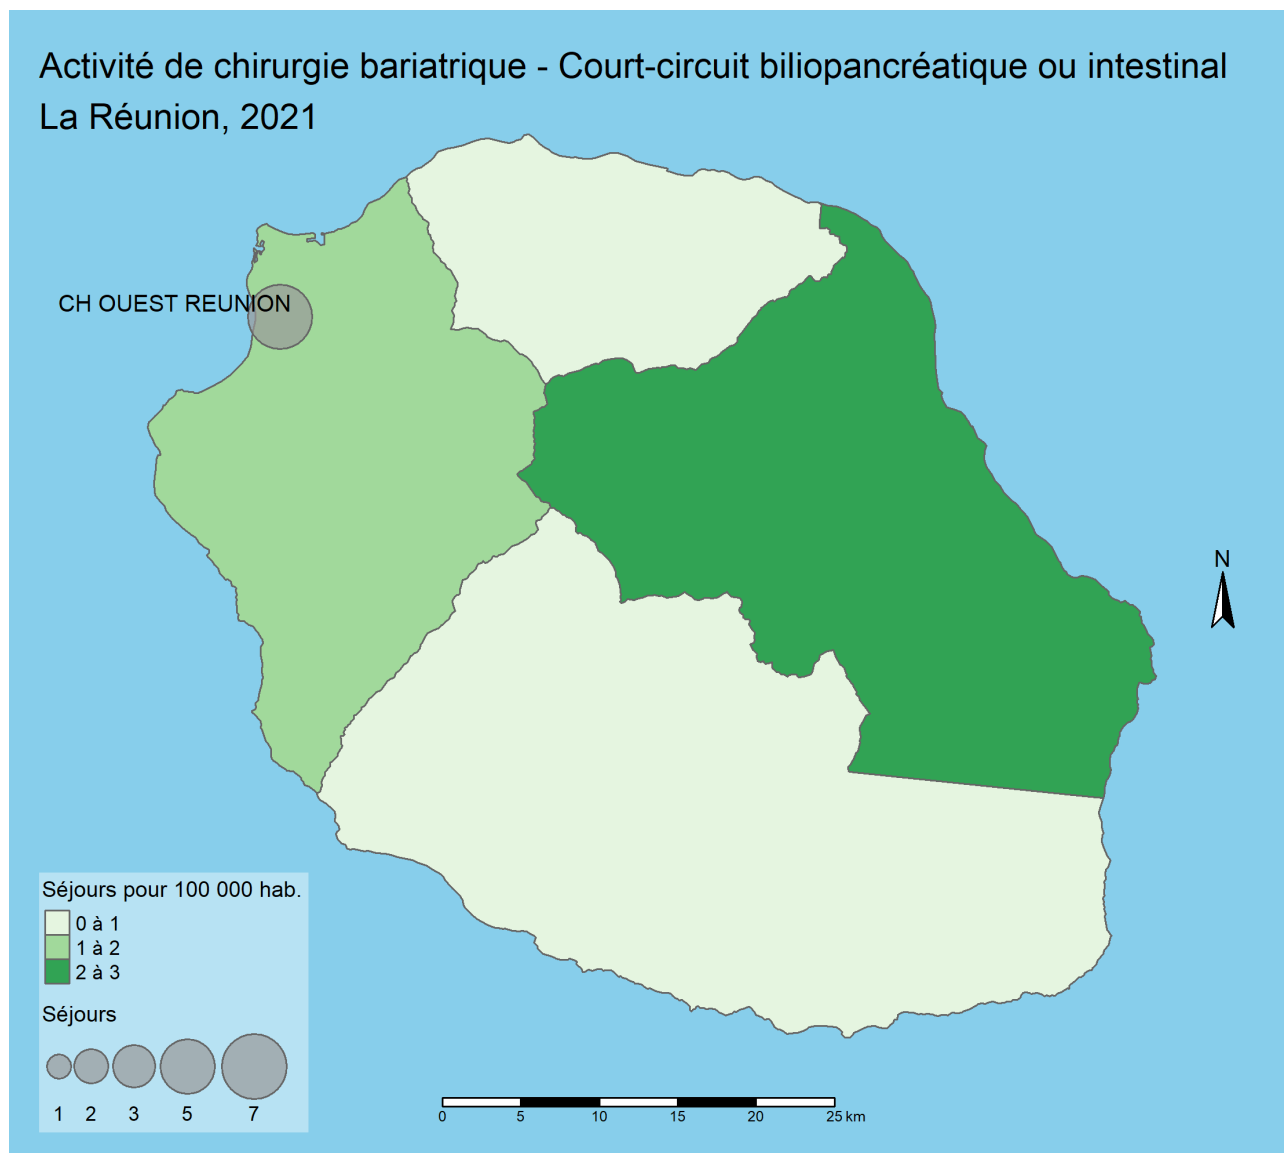 Activité de chirurgie bariatrique - Court-circuit biliopancréatique ou intestinal
La Réunion, 2021
CH OUEST REUNION
N
Séjours pour 100 000 hab.
0 à 1
1 à 2
2 à 3
Séjours
1 2 3 5 7
0 5 10 15 20 25 km